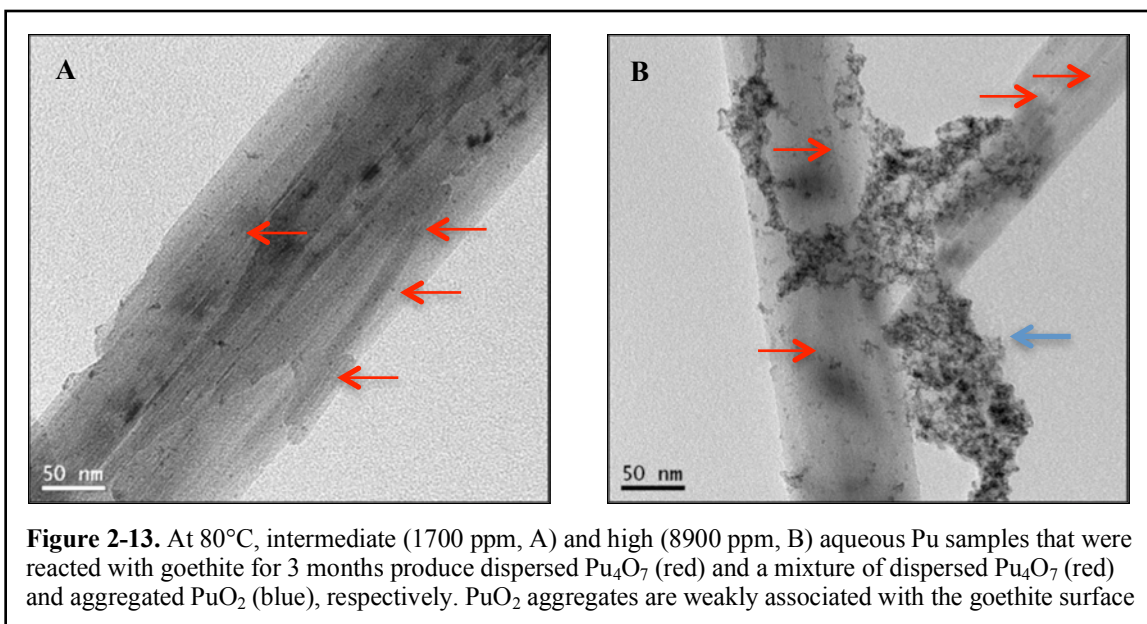 A
B
50 nm
50 nm
Figure 2-13. At 80°C, intermediate (1700 ppm, A) and high (8900 ppm, B) aqueous Pu samples that were
reacted with goethite for 3 months produce dispersed Pu₄O₇ (red) and a mixture of dispersed Pu₄O₇ (red)
and aggregated PuO₂ (blue), respectively. PuO₂ aggregates are weakly associated with the goethite surface